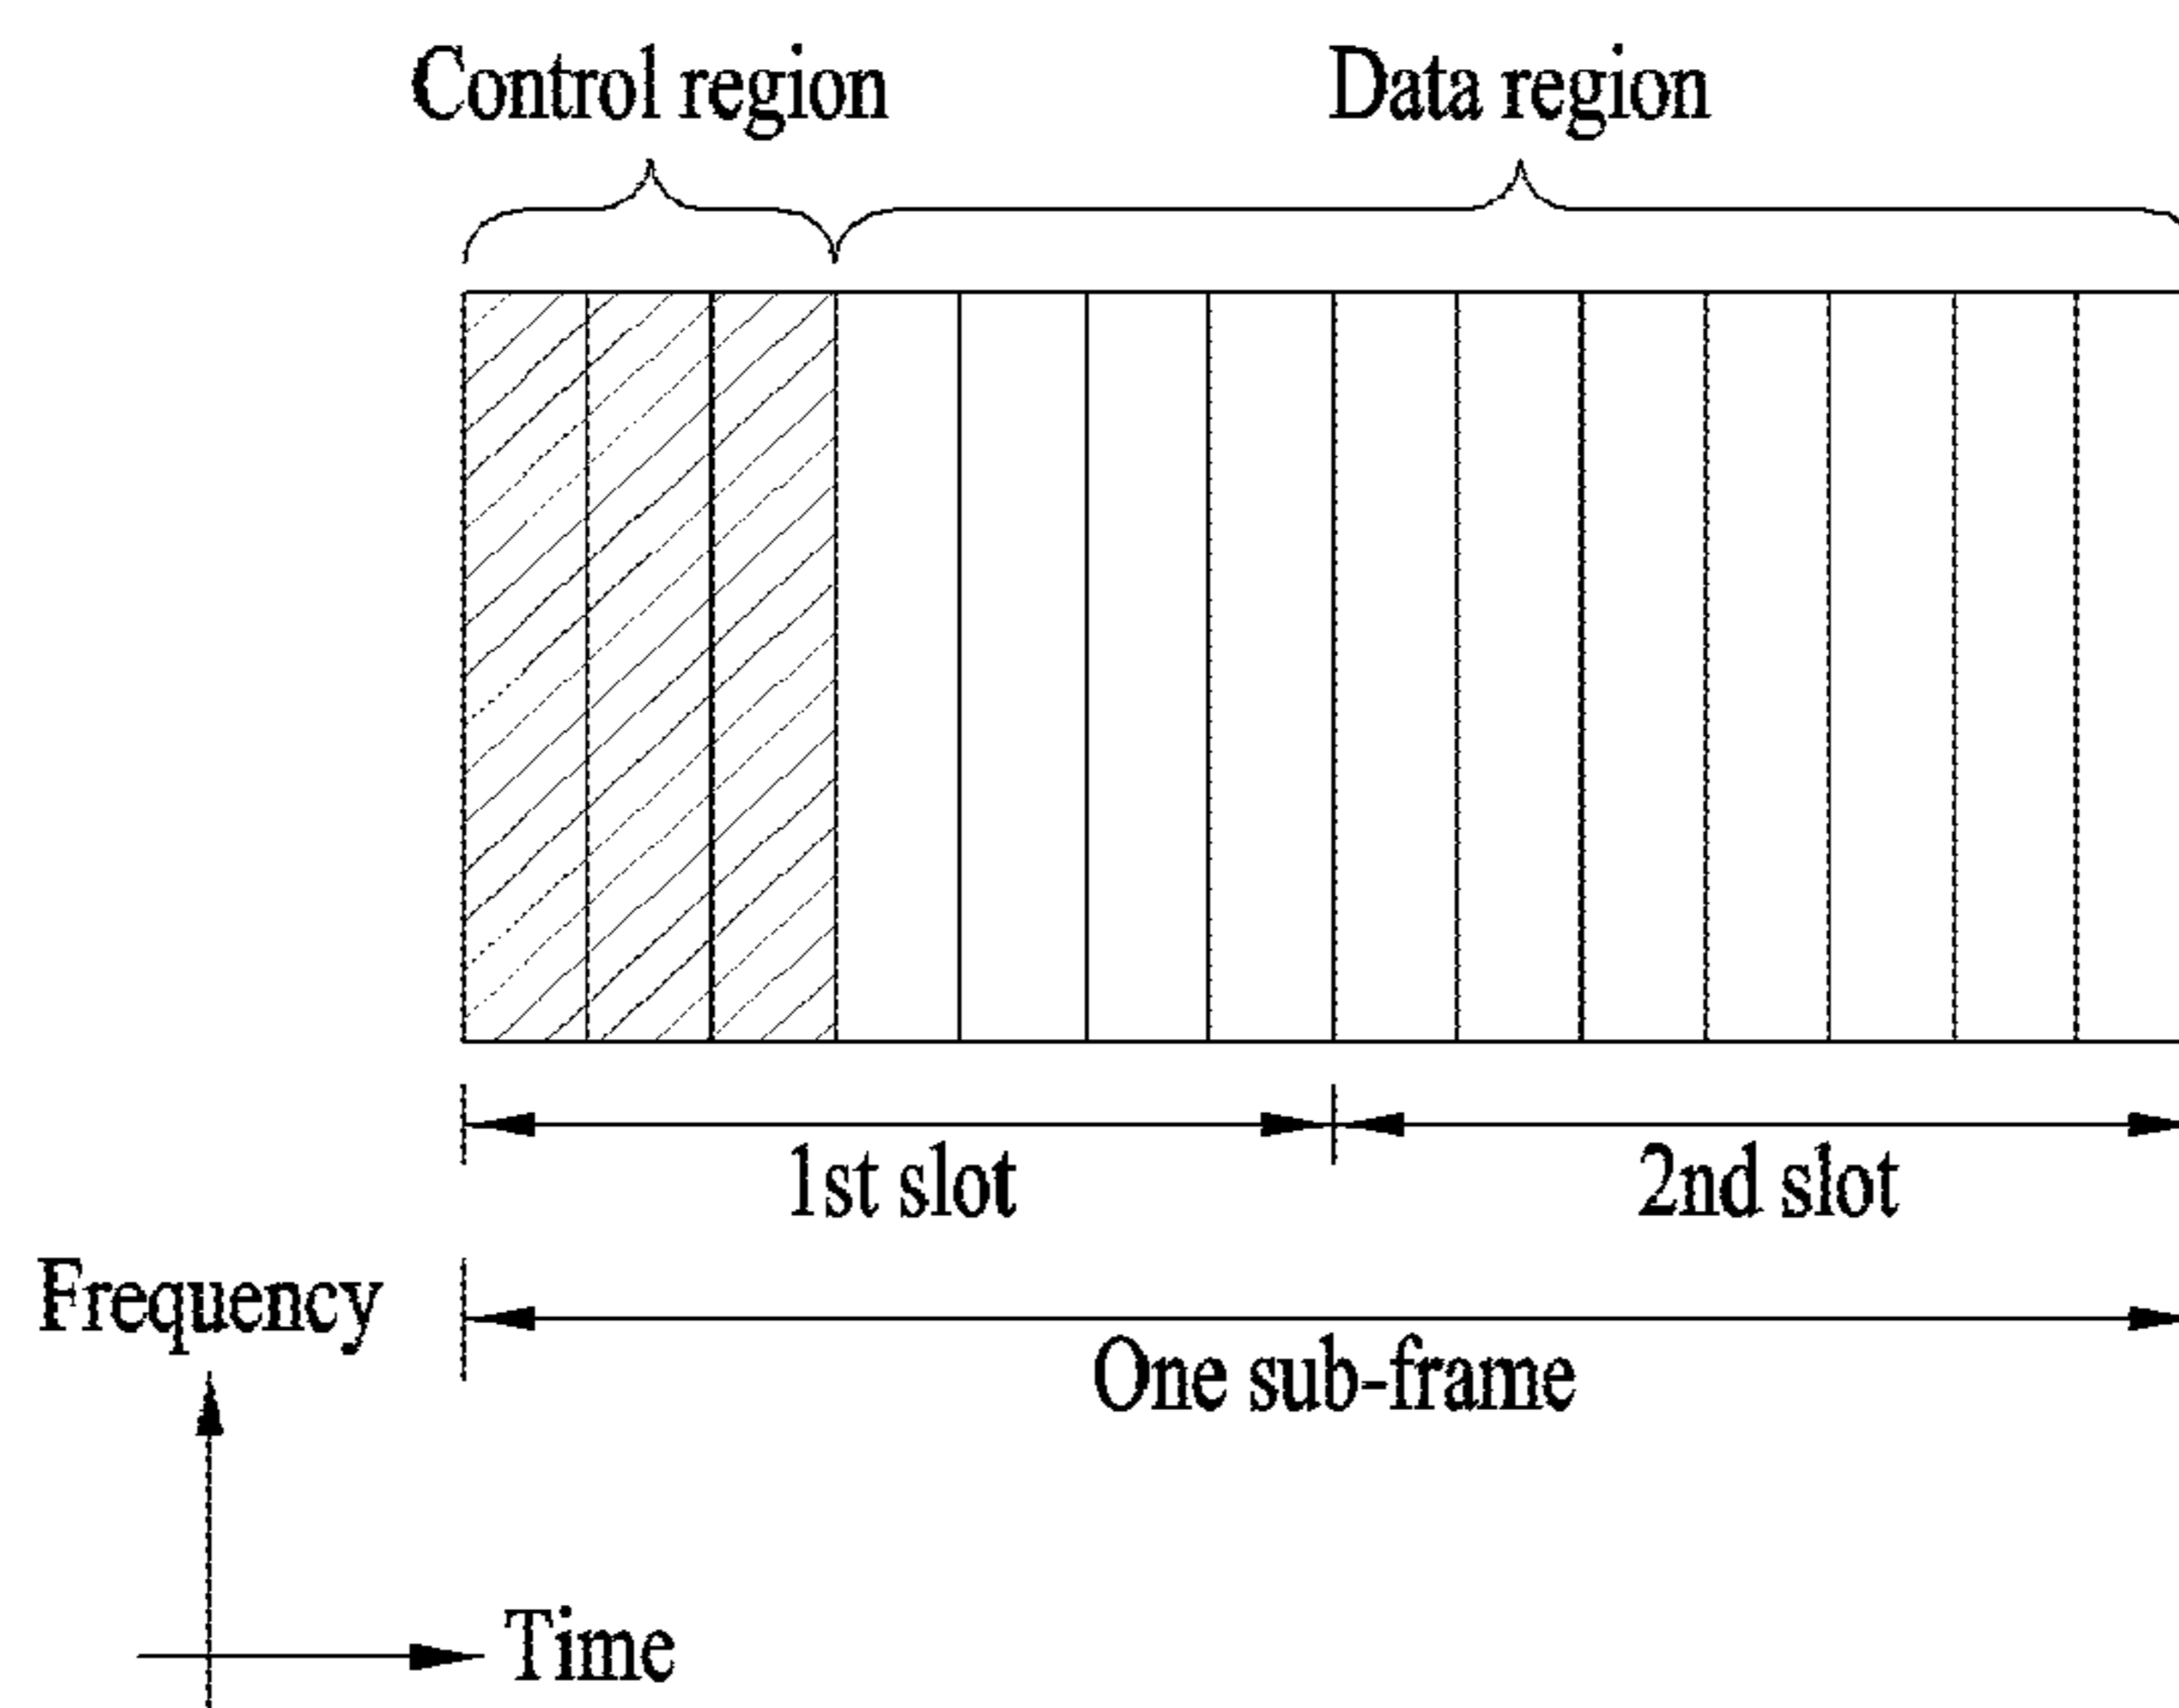 Control region
Data region
1st slot
2nd slot
One sub-frame
Frequency
Time